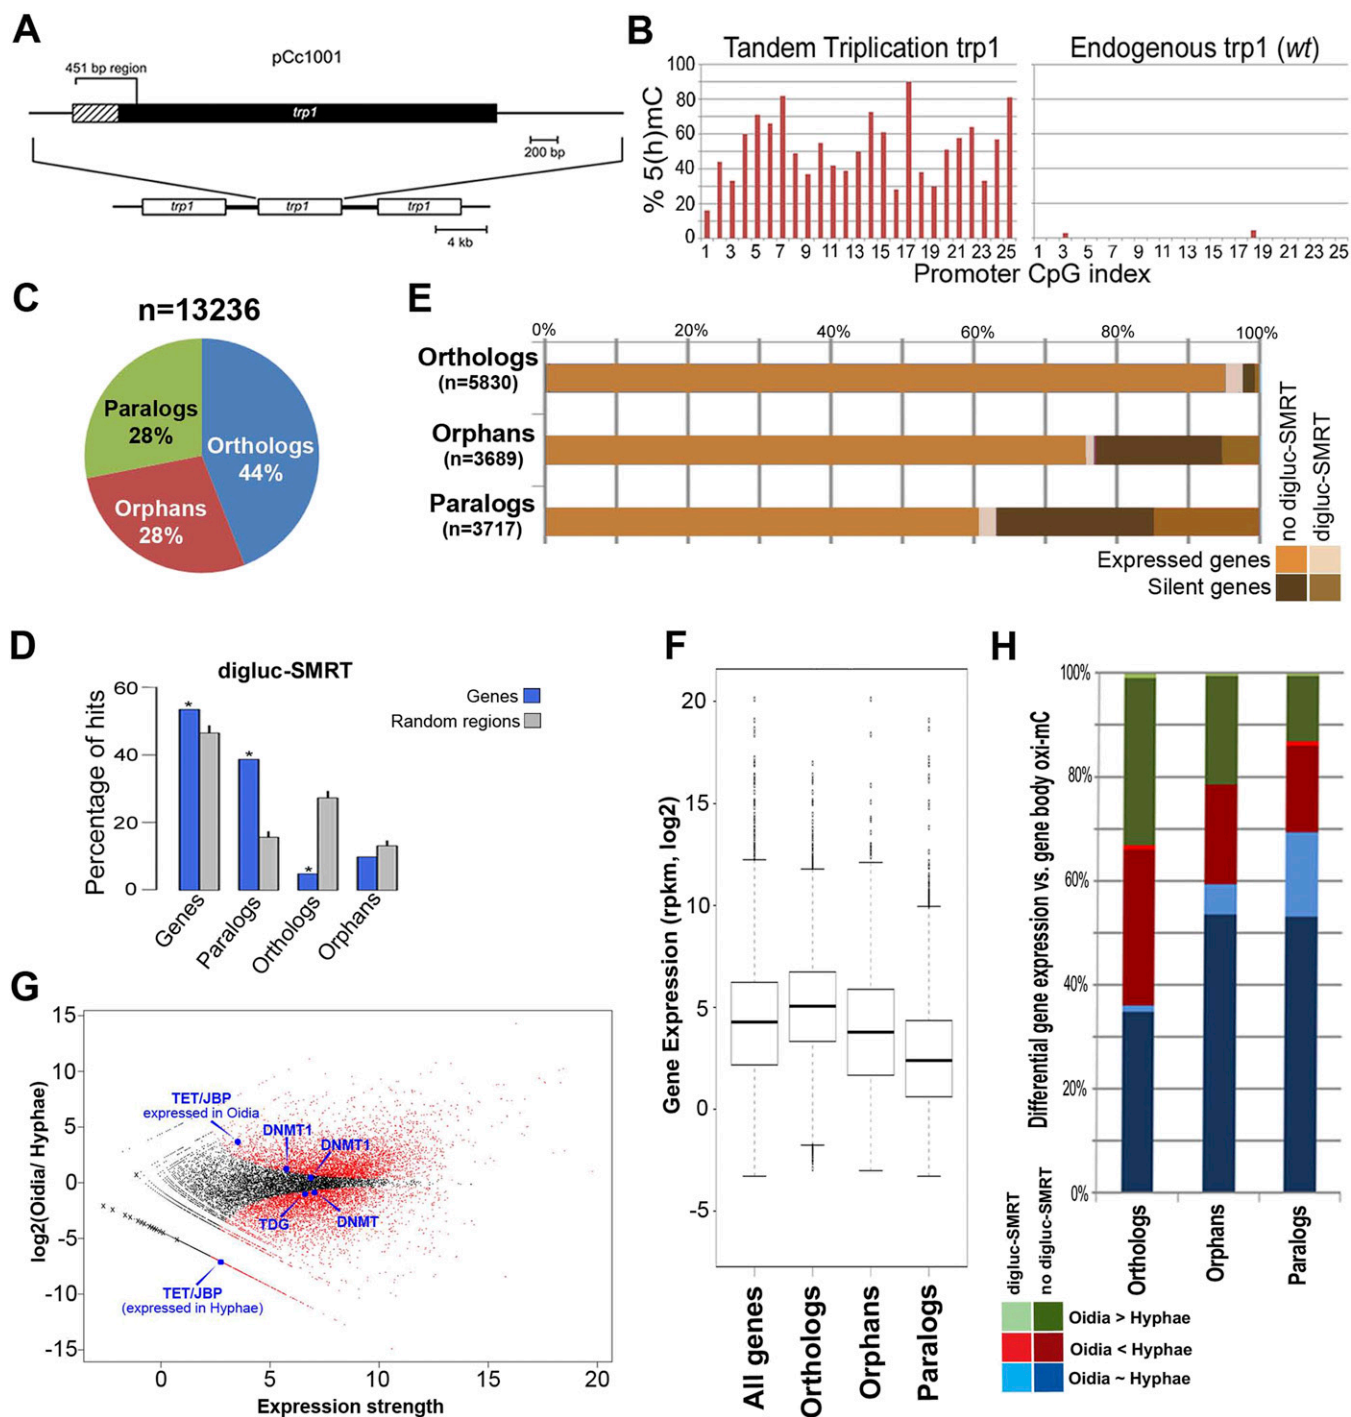 A
pCc1001
451 bp region
trp1
200 bp
trp1
trp1
trp1
4 kb
B
Tandem Triplication trp1
Endogenous trp1 (wt)
% 5(h)mC
100
80
60
40
20
0
1 3 5 7 9 11 13 15 17 19 21 23 25
1 3 5 7 9 11 13 15 17 19 21 23 25
Promoter CpG index
C
n=13236
Paralogs
28%
Orthologs
44%
Orphans
28%
E
0% 20% 40% 60% 80% 100%
Orthologs
(n=5830)
Orphans
(n=3689)
Paralogs
(n=3717)
no digluc-SMRT
digluc-SMRT
Expressed genes
Silent genes
D
digluc-SMRT
Genes
Random regions
Percentage of hits
60
40
20
0
*
*
*
Genes
Paralogs
Orthologs
Orphans
F
Gene Expression (rpkm, log2)
20
15
10
5
0
-5
All genes
Orthologs
Orphans
Paralogs
G
log2(Oidia/ Hyphae)
15
10
5
0
-5
-10
-15
TET/JBP
expressed in Oidia
DNMT1
DNMT1
TDG
DNMT
TET/JBP
(expressed in Hyphae)
0 5 10 15 20
Expression strength
H
Differential gene expression vs. gene body oxi-mC
100%
80%
60%
40%
20%
0%
Orthologs
Orphans
Paralogs
digluc-SMRT
no digluc-SMRT
Oidia > Hyphae
Oidia < Hyphae
Oidia ~ Hyphae